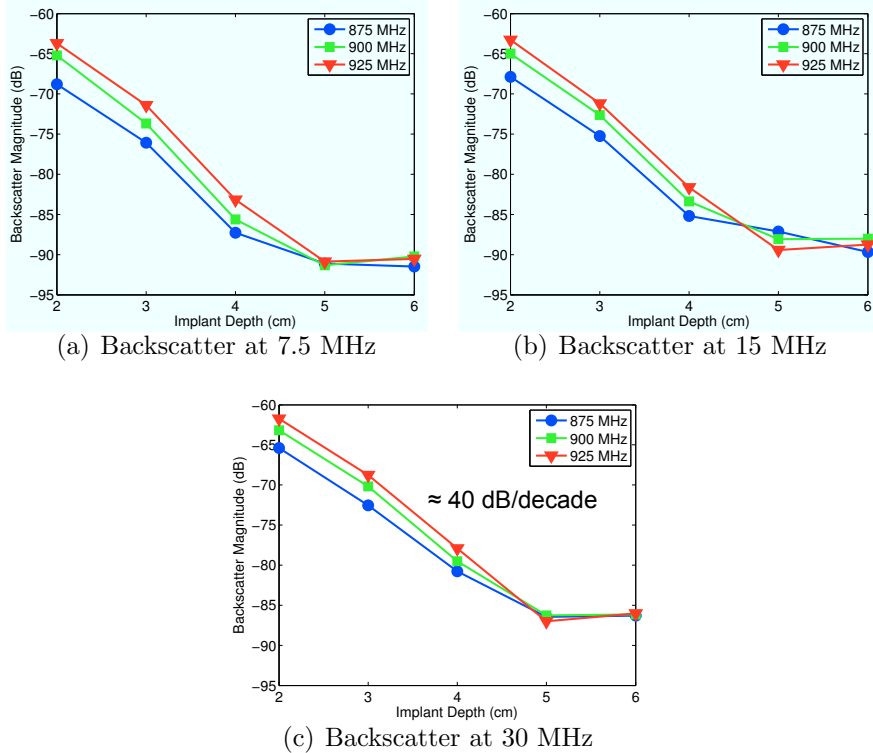 −60
−65
−70
−75
−80
−85
−90
−95
Backscatter Magnitude (dB)
2 3 4 5 6
Implant Depth (cm)
875 MHz
900 MHz
925 MHz
(a) Backscatter at 7.5 MHz
−60
−65
−70
−75
−80
−85
−90
−95
Backscatter Magnitude (dB)
2 3 4 5 6
Implant Depth (cm)
875 MHz
900 MHz
925 MHz
(b) Backscatter at 15 MHz
−60
−65
−70
−75
−80
−85
−90
−95
Backscatter Magnitude (dB)
2 3 4 5 6
Implant Depth (cm)
875 MHz
900 MHz
925 MHz
≈ 40 dB/decade
(c) Backscatter at 30 MHz